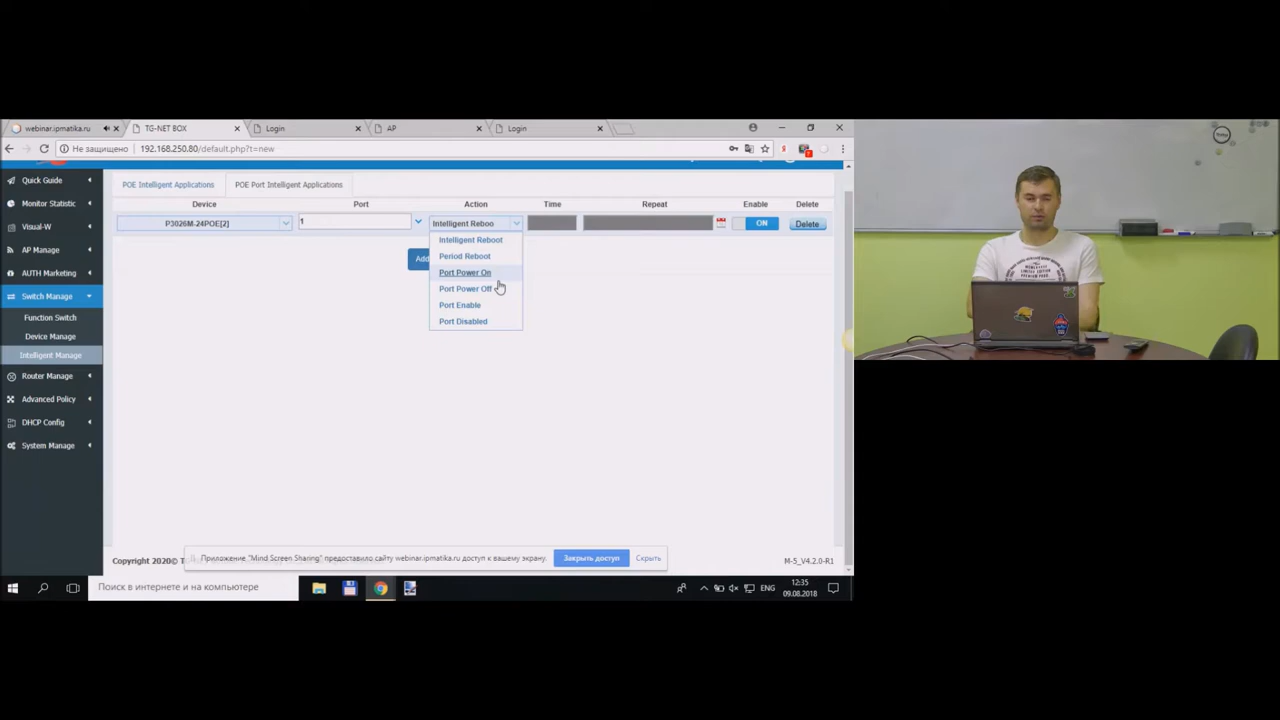 webinar.ipmatika.ru
TG-NET BOX
Login
AP
Login
Не защищено
192.168.250.80/default.php?t=new
Quick Guide
Monitor Statistic
Visual-W
AP Manage
AUTH Marketing
Switch Manage
Function Switch
Device Manage
Intelligent Manage
Router Manage
Advanced Policy
DHCP Config
System Manage
POE Intelligent Applications
POE Port Intelligent Applications
Device Port Action Time Repeat Enable Delete
P3026M-24POE[2] 1 Intelligent Reboo ON Delete
Add
Intelligent Reboot
Period Reboot
Port Power On
Port Power Off
Port Enable
Port Disabled
Copyright 2020©
Приложение "Mind Screen Sharing" предоставило сайту webinar.ipmatika.ru доступ к вашему экрану.
Закрыть доступ
Скрыть
M-5_V4.2.0-R1
Поиск в интернете и на компьютере
ENG
12:35
09.08.2018